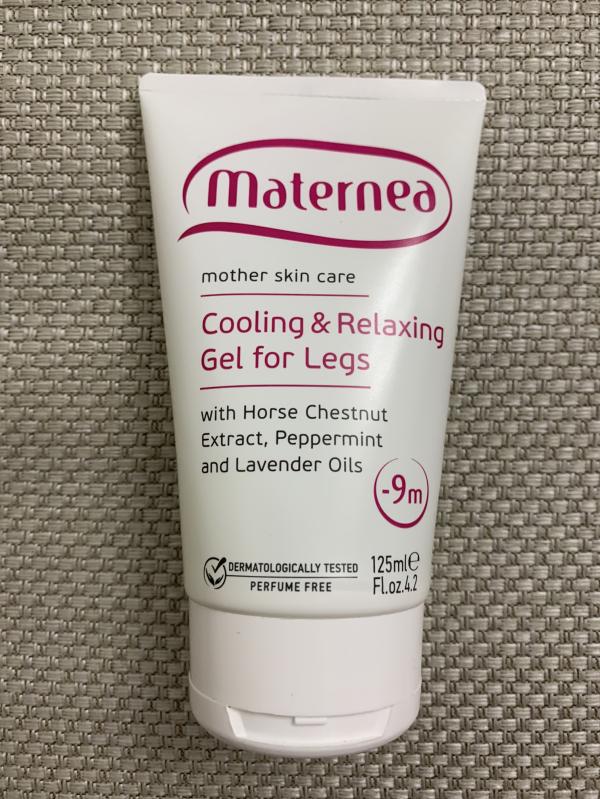 maternea
mother skin care
Cooling & Relaxing
Gel for Legs
with Horse Chestnut
Extract, Peppermint
and Lavender Oils
-9m
DERMATOLOGICALLY TESTED
PERFUME FREE
125ml℮
Fl.oz.4.2